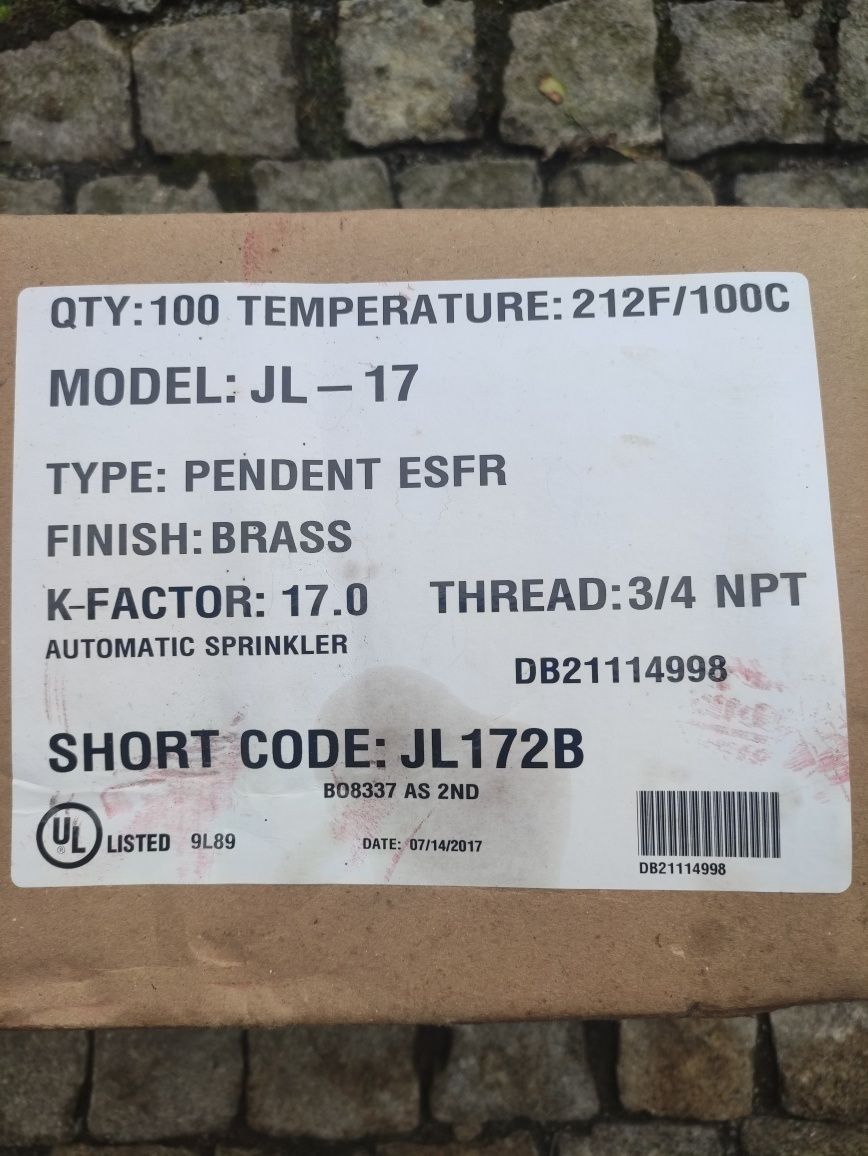 QTY: 100 TEMPERATURE: 212F/100C
MODEL: JL – 17
TYPE: PENDENT ESFR
FINISH: BRASS
K-FACTOR: 17.0 THREAD: 3/4 NPT
AUTOMATIC SPRINKLER
DB21114998
SHORT CODE: JL172B
B08337 AS 2ND
UL® LISTED 9L89 DATE: 07/14/2017
DB21114998